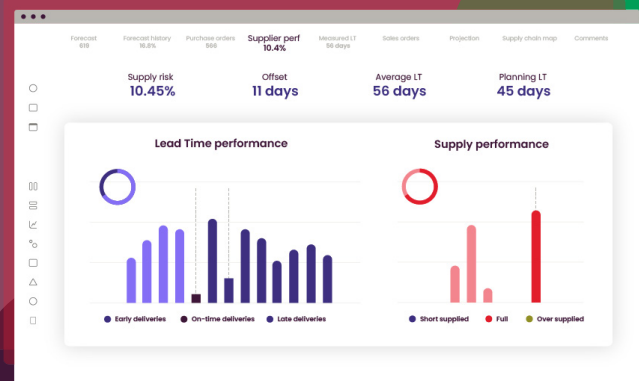 Forecast Forecast history Purchase orders Supplier perf Measured LT Sales orders Projection Supply chain map Comments
619 16.8% 566 10.4% 56 days
Supply risk Offset Average LT Planning LT
10.45% 11 days 56 days 45 days
Lead Time performance Supply performance
Early deliveries On-time deliveries Late deliveries Short supplied Full Over supplied